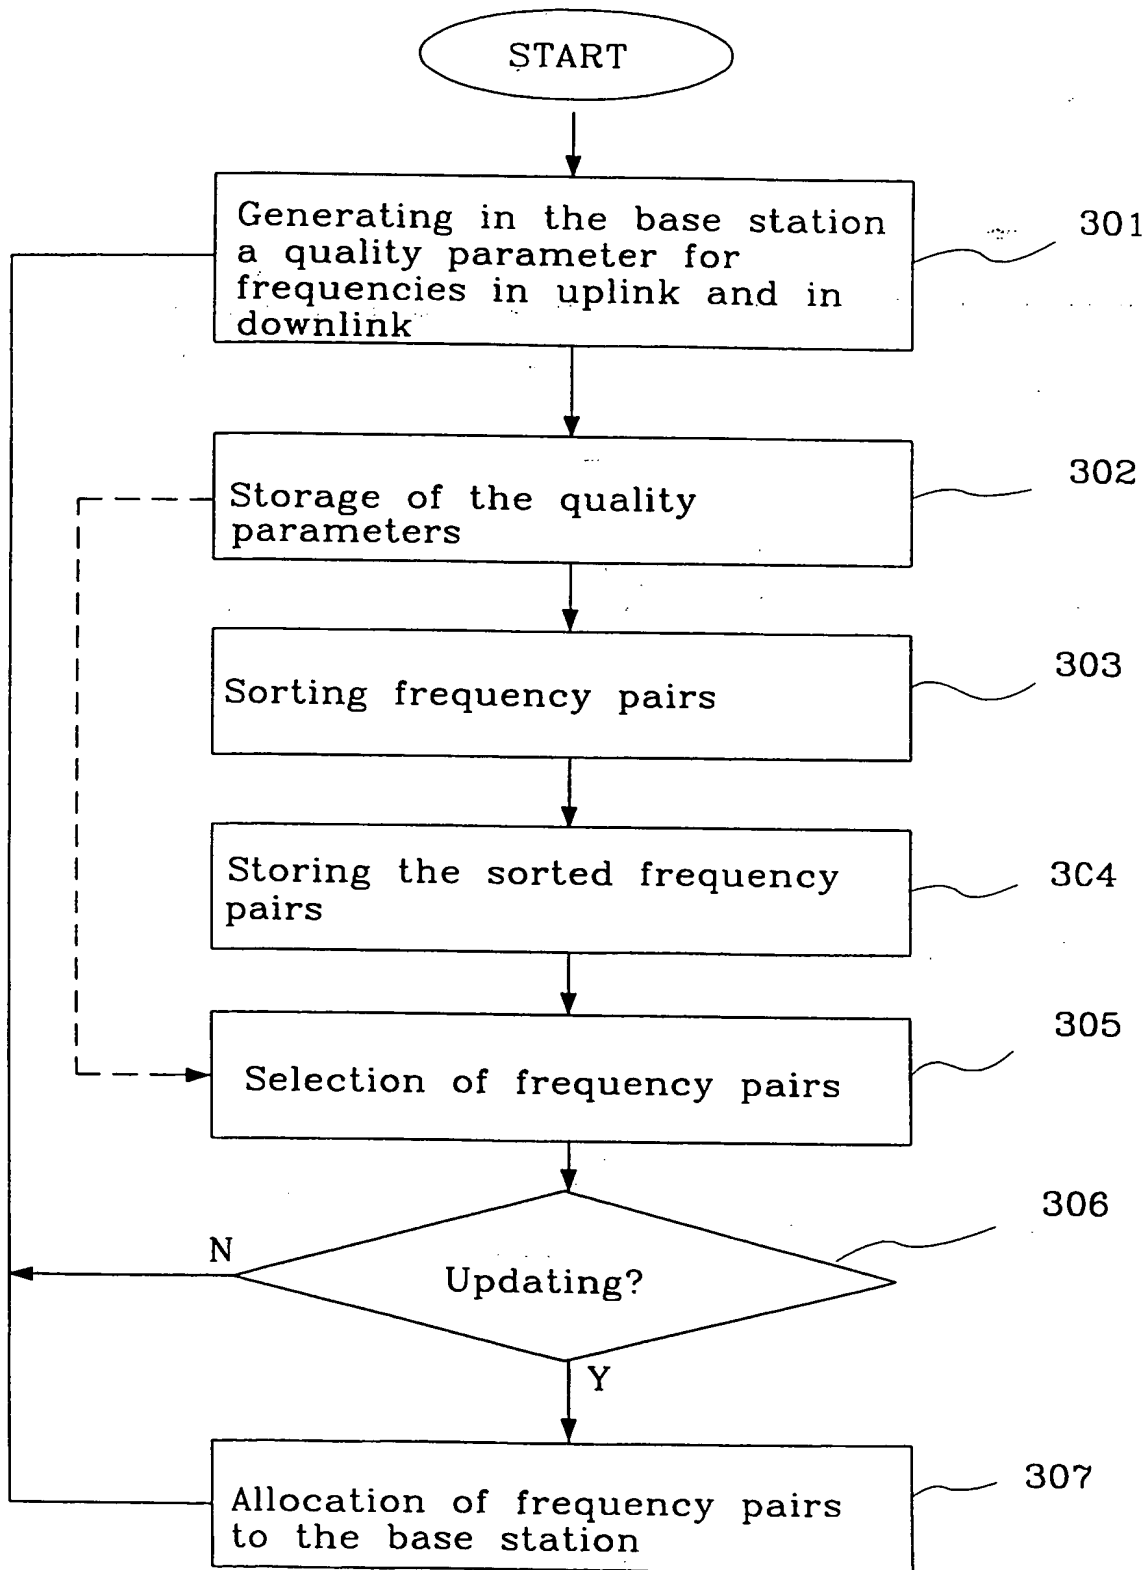 START
Generating in the base station
a quality parameter for
frequencies in uplink and in
downlink
301
Storage of the quality
parameters
302
Sorting frequency pairs
303
Storing the sorted frequency
pairs
304
Selection of frequency pairs
305
306
N
Updating?
Y
Allocation of frequency pairs
to the base station
307